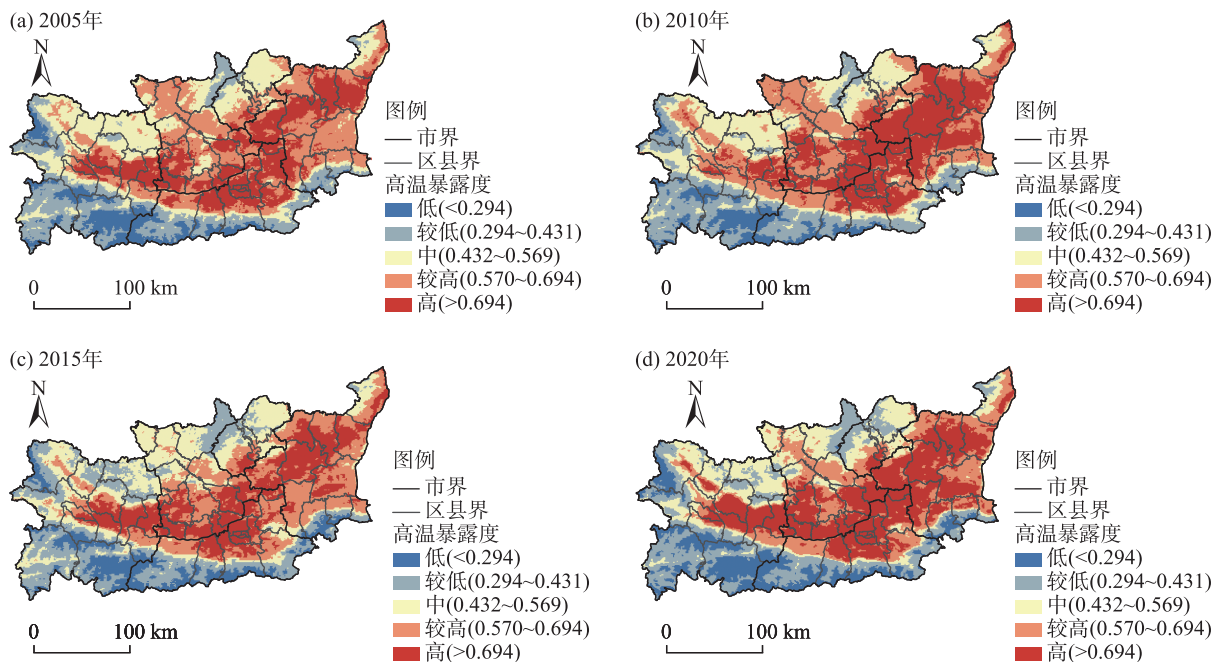 (a) 2005年
N
图例
市界
区县界
高温暴露度
低(<0.294)
较低(0.294~0.431)
中(0.432~0.569)
较高(0.570~0.694)
高(>0.694)
0 100 km
(b) 2010年
N
图例
市界
区县界
高温暴露度
低(<0.294)
较低(0.294~0.431)
中(0.432~0.569)
较高(0.570~0.694)
高(>0.694)
0 100 km
(c) 2015年
N
图例
市界
区县界
高温暴露度
低(<0.294)
较低(0.294~0.431)
中(0.432~0.569)
较高(0.570~0.694)
高(>0.694)
0 100 km
(d) 2020年
N
图例
市界
区县界
高温暴露度
低(<0.294)
较低(0.294~0.431)
中(0.432~0.569)
较高(0.570~0.694)
高(>0.694)
0 100 km